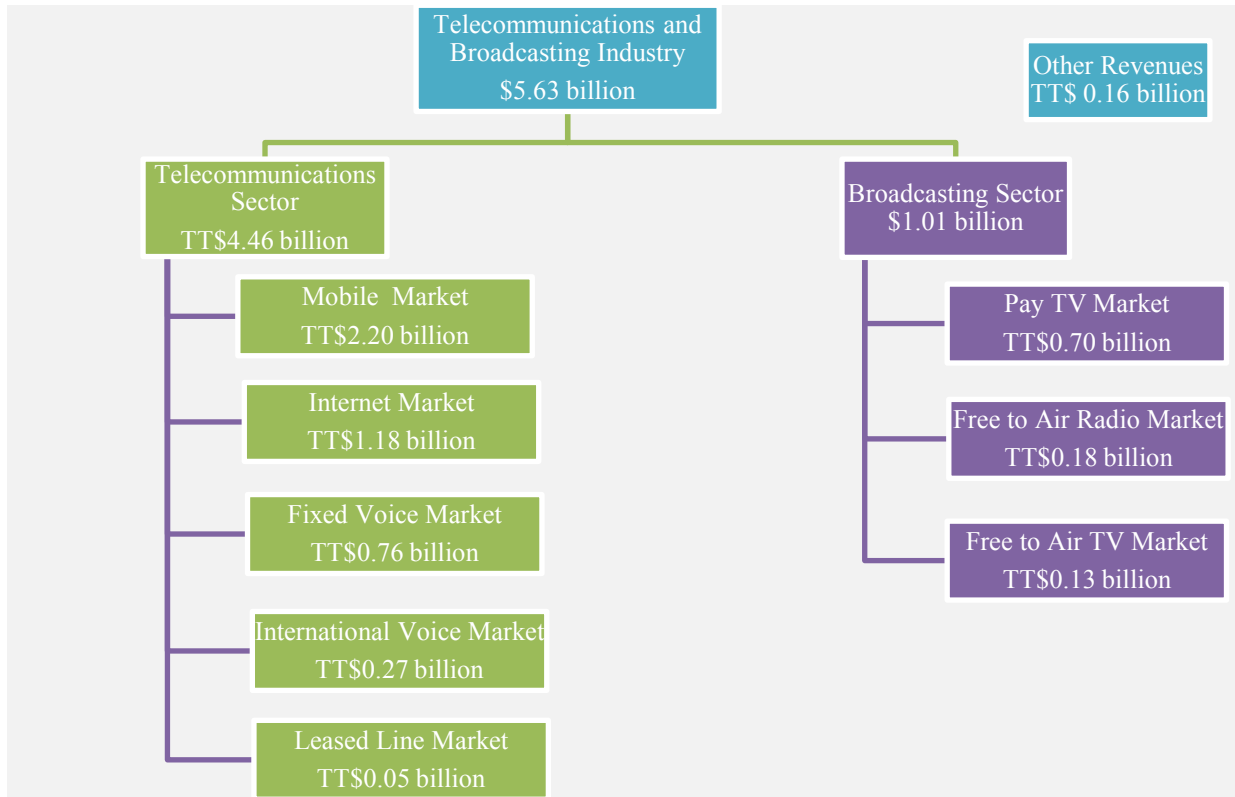 Telecommunications and
Broadcasting Industry
$5.63 billion
Other Revenues
TT$ 0.16 billion
Telecommunications
Sector
TT$4.46 billion
Broadcasting Sector
$1.01 billion
Mobile Market
TT$2.20 billion
Internet Market
TT$1.18 billion
Fixed Voice Market
TT$0.76 billion
International Voice Market
TT$0.27 billion
Leased Line Market
TT$0.05 billion
Pay TV Market
TT$0.70 billion
Free to Air Radio Market
TT$0.18 billion
Free to Air TV Market
TT$0.13 billion